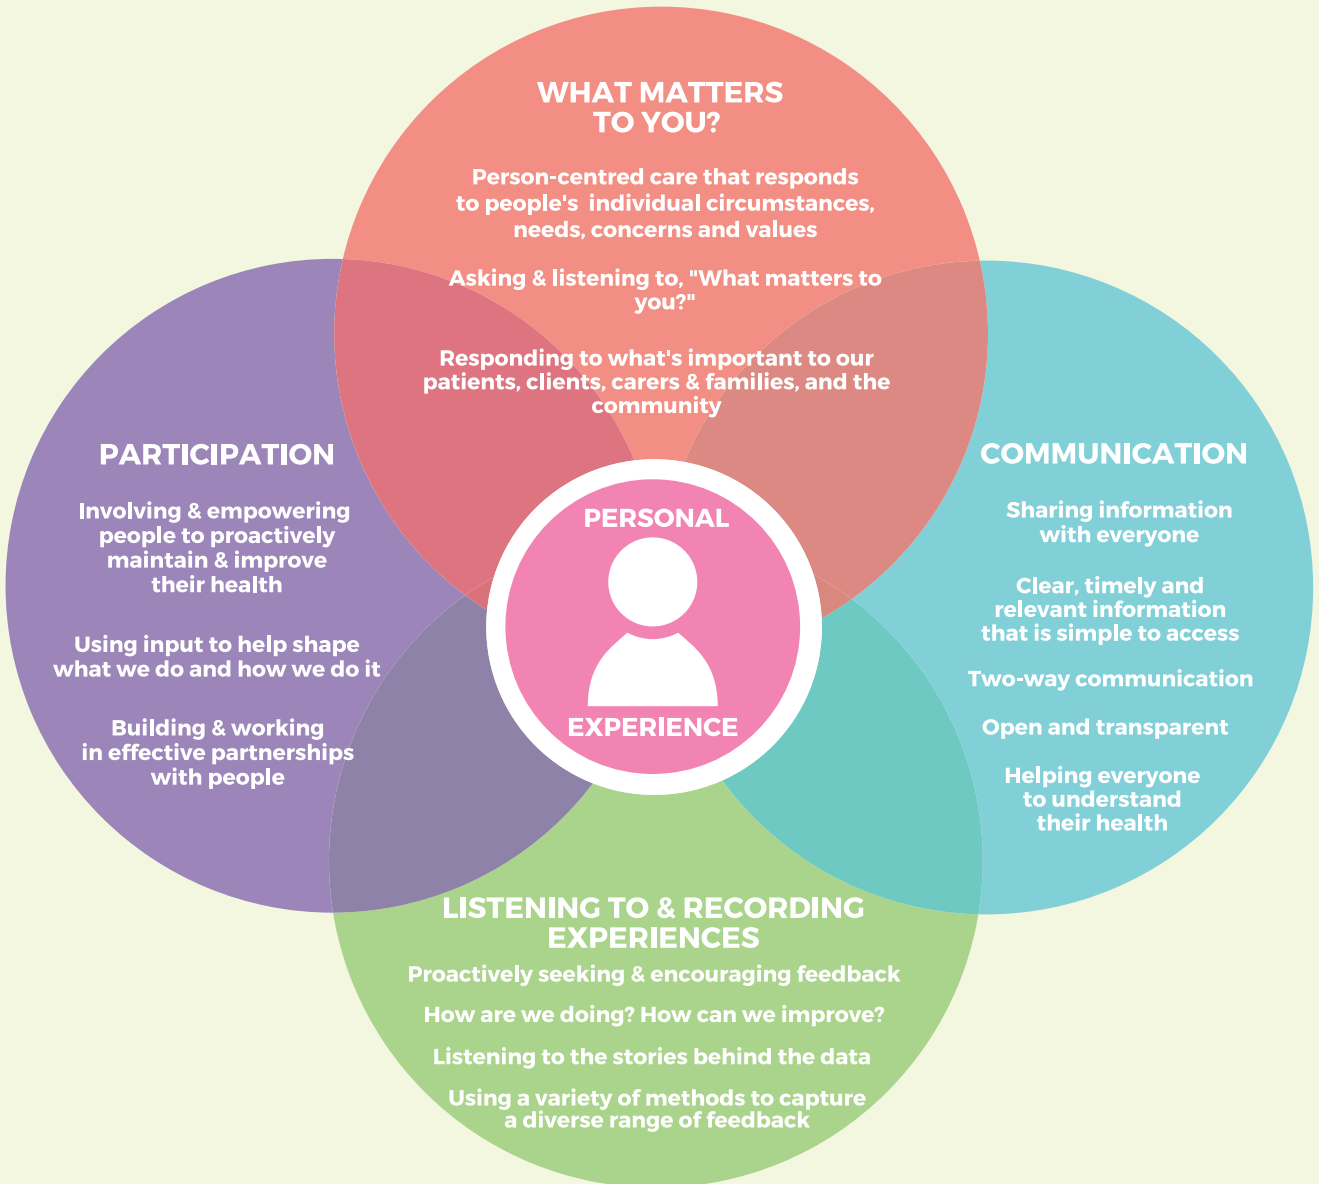 WHAT MATTERS
TO YOU?
Person-centred care that responds
to people's individual circumstances,
needs, concerns and values
Asking & listening to, "What matters to
you?"
Responding to what's important to our
patients, clients, carers & families, and the
community
PARTICIPATION
Involving & empowering
people to proactively
maintain & improve
their health
Using input to help shape
what we do and how we do it
Building & working
in effective partnerships
with people
PERSONAL
EXPERIENCE
COMMUNICATION
Sharing information
with everyone
Clear, timely and
relevant information
that is simple to access
Two-way communication
Open and transparent
Helping everyone
to understand
their health
LISTENING TO & RECORDING
EXPERIENCES
Proactively seeking & encouraging feedback
How are we doing? How can we improve?
Listening to the stories behind the data
Using a variety of methods to capture
a diverse range of feedback